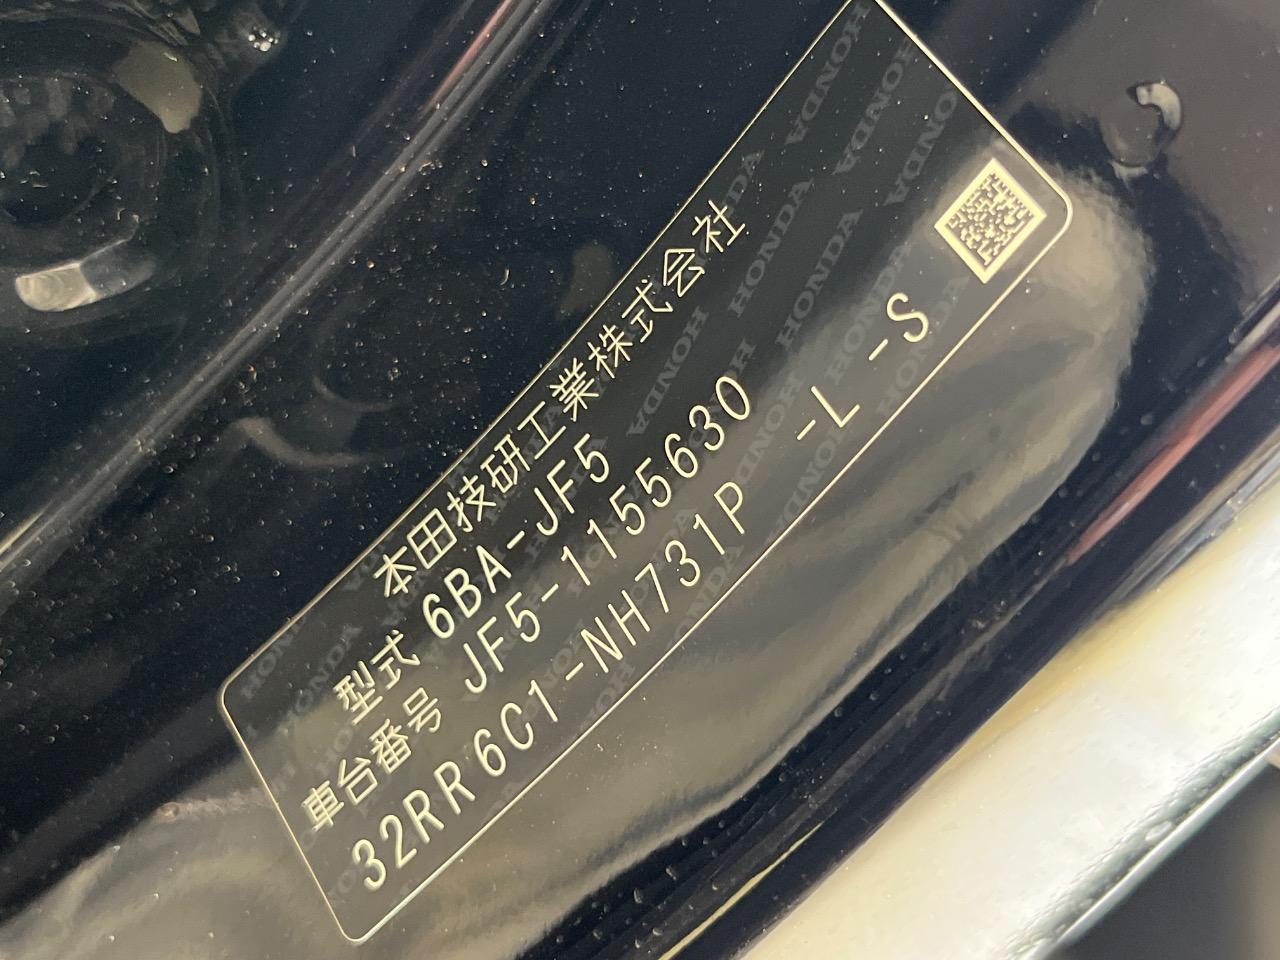 本田技研工業株式会社
型式 6BA-JF5
車台番号 JF5-1155630
32RR6C1-NH731P -L -S